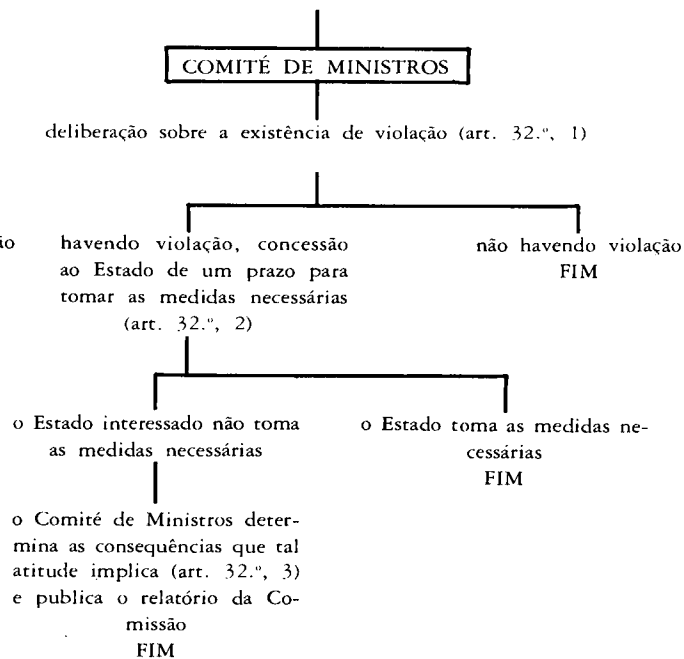 COMITÉ DE MINISTROS
deliberação sobre a existência de violação (art. 32.º, 1)
havendo violação, concessão
ao Estado de um prazo para
tomar as medidas necessárias
(art. 32.º, 2)
não havendo violação
FIM
o Estado interessado não toma
as medidas necessárias
o Estado toma as medidas ne-
cessárias
FIM
o Comité de Ministros deter-
mina as consequências que tal
atitude implica (art. 32.º, 3)
e publica o relatório da Co-
missão
FIM